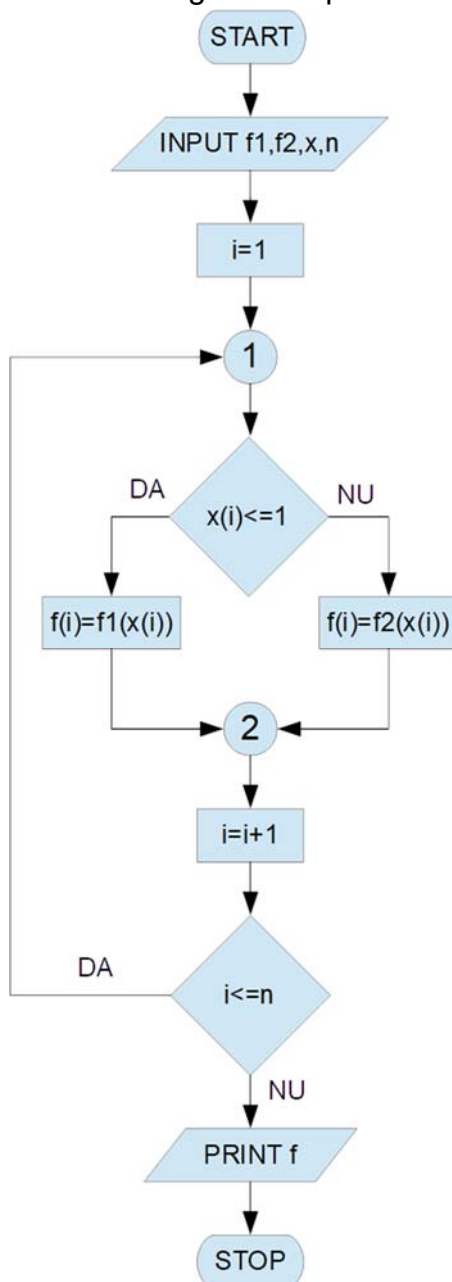 START
INPUT f1,f2,x,n
i=1
1
x(i)<=1
DA
NU
f(i)=f1(x(i))
f(i)=f2(x(i))
2
i=i+1
i<=n
DA
NU
PRINT f
STOP